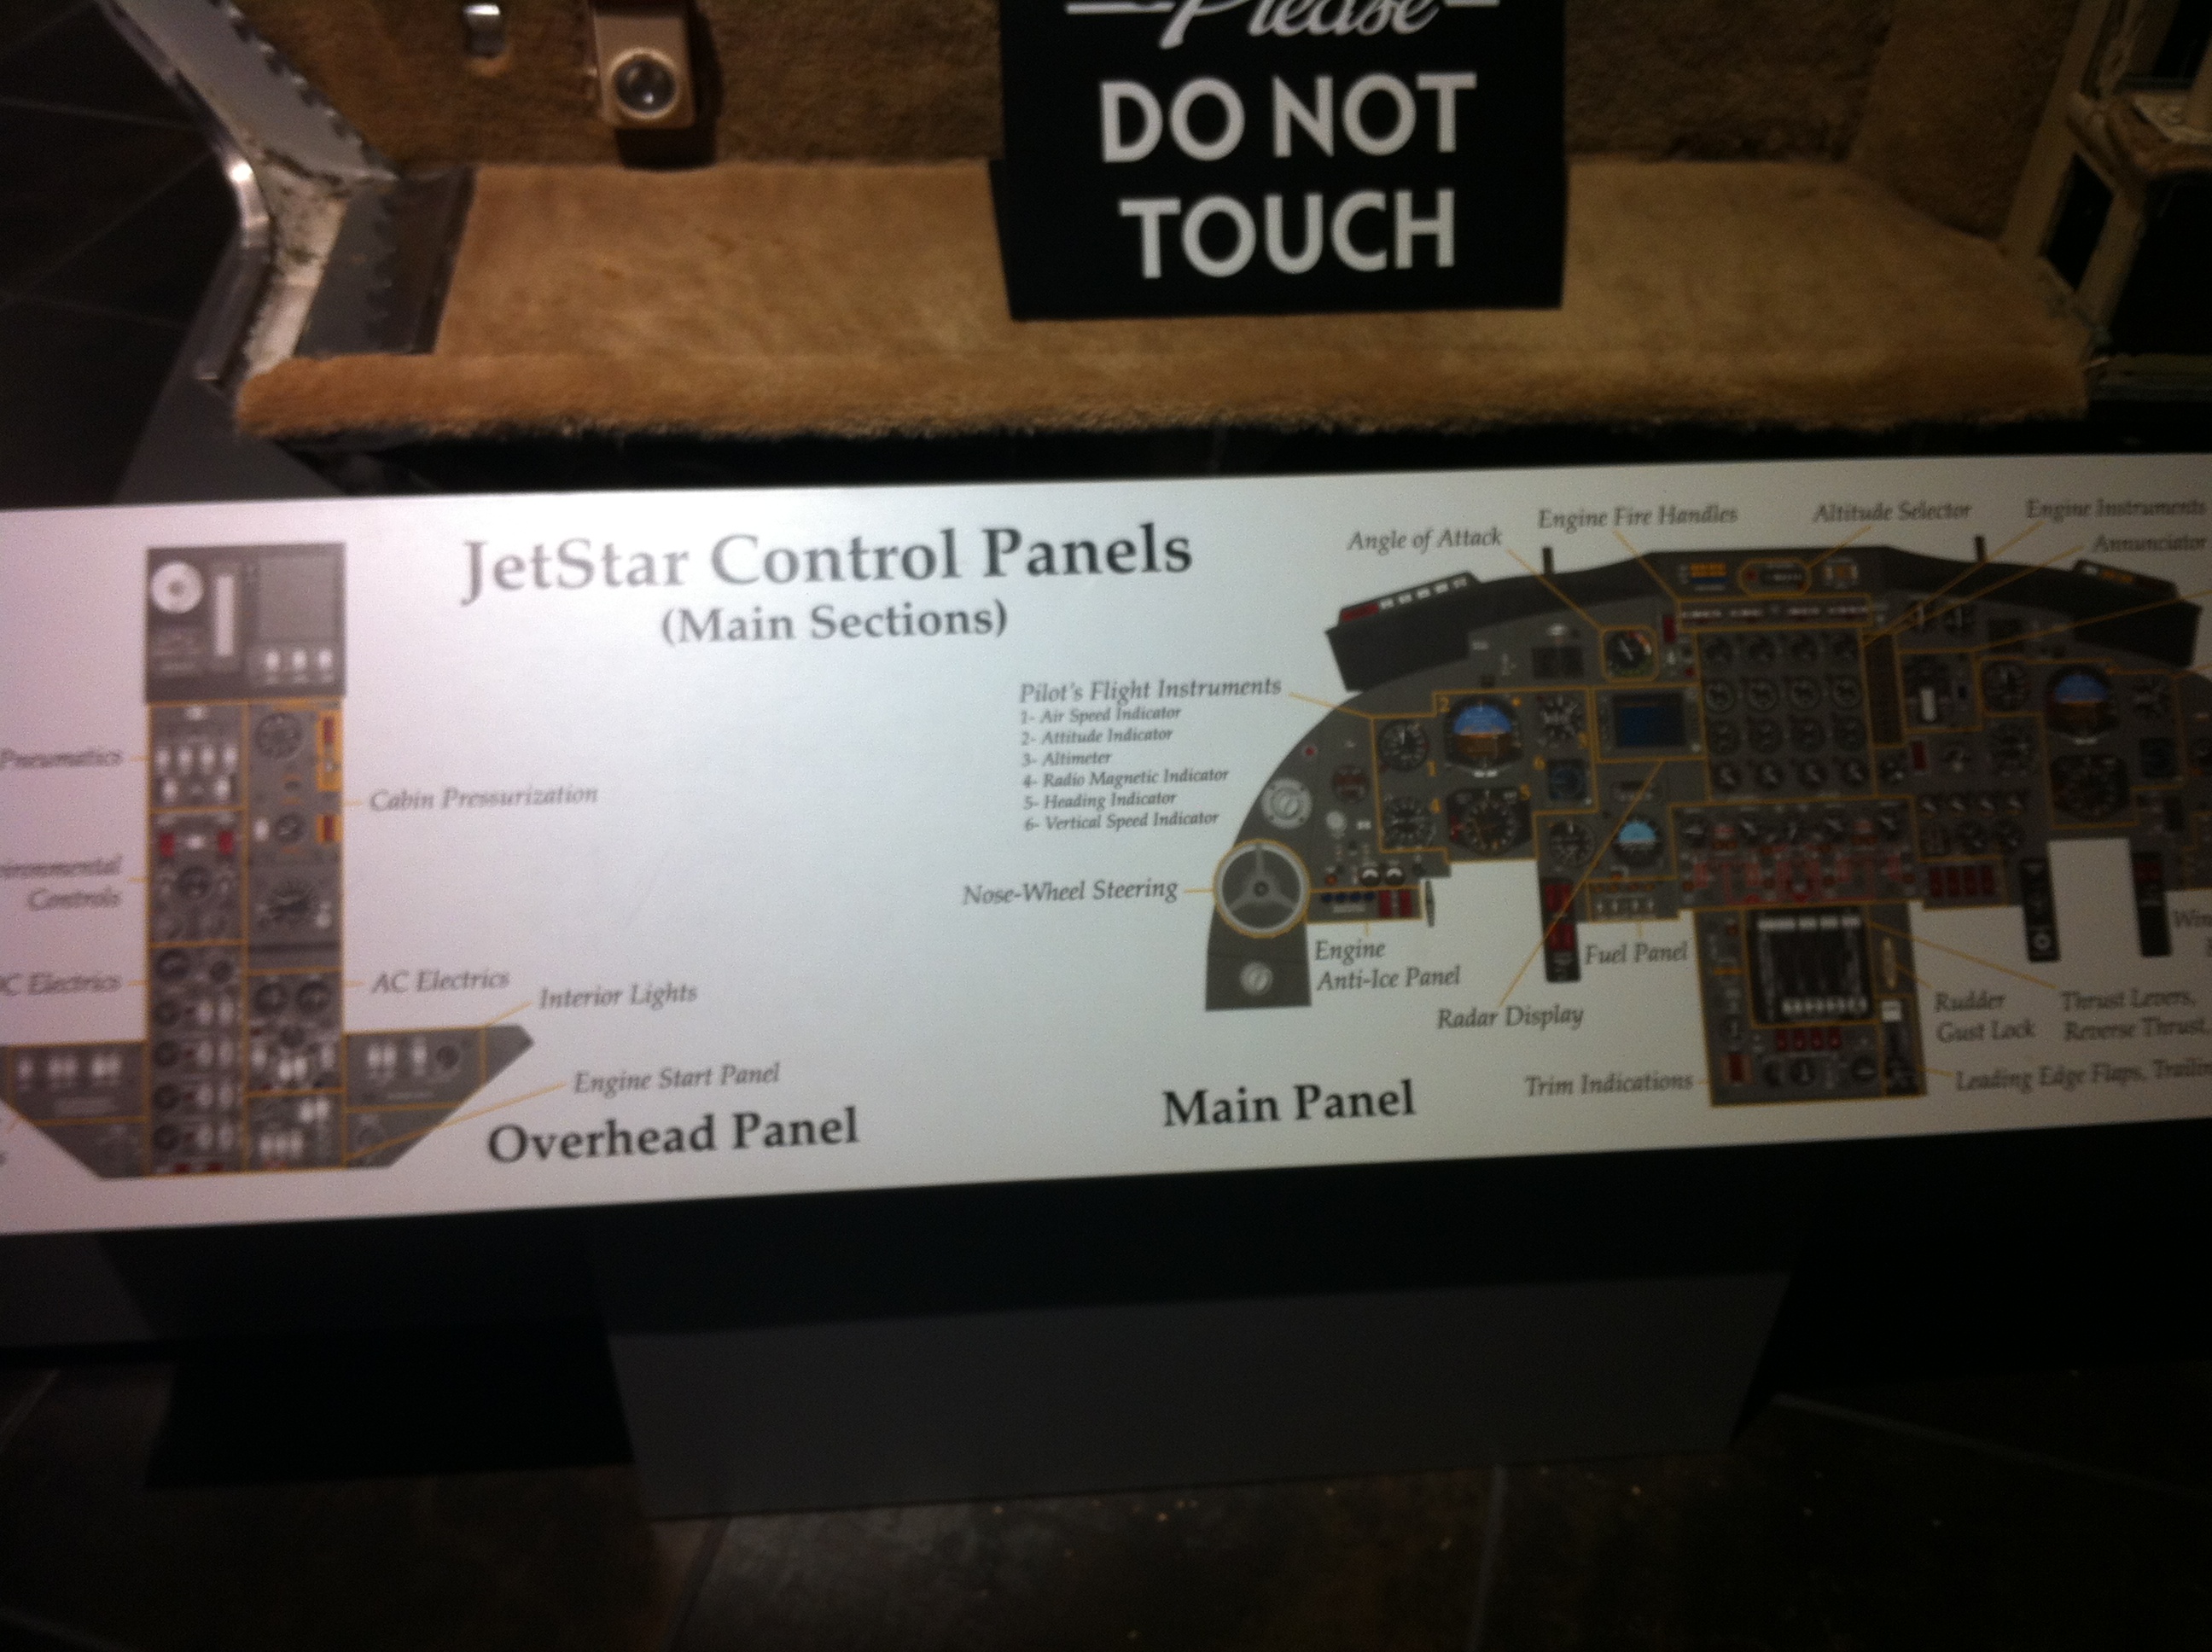 Please
DO NOT
TOUCH
JetStar Control Panels
(Main Sections)
Pneumatics
Cabin Pressurization
Controls
Electrics
AC Electrics
Interior Lights
Engine Start Panel
Overhead Panel
Angle of Attack
Engine Fire Handles
Altitude Selector
Engine Instruments
Annunciator
Pilot's Flight Instruments
1- Air Speed Indicator
2- Attitude Indicator
3- Altimeter
4- Radio Magnetic Indicator
5- Heading Indicator
6- Vertical Speed Indicator
Nose-Wheel Steering
Engine
Anti-Ice Panel
Radar Display
Fuel Panel
Rudder
Gust Lock
Thrust Levers,
Reverse Thrust,
Trim Indications
Leading Edge Flaps,
Main Panel